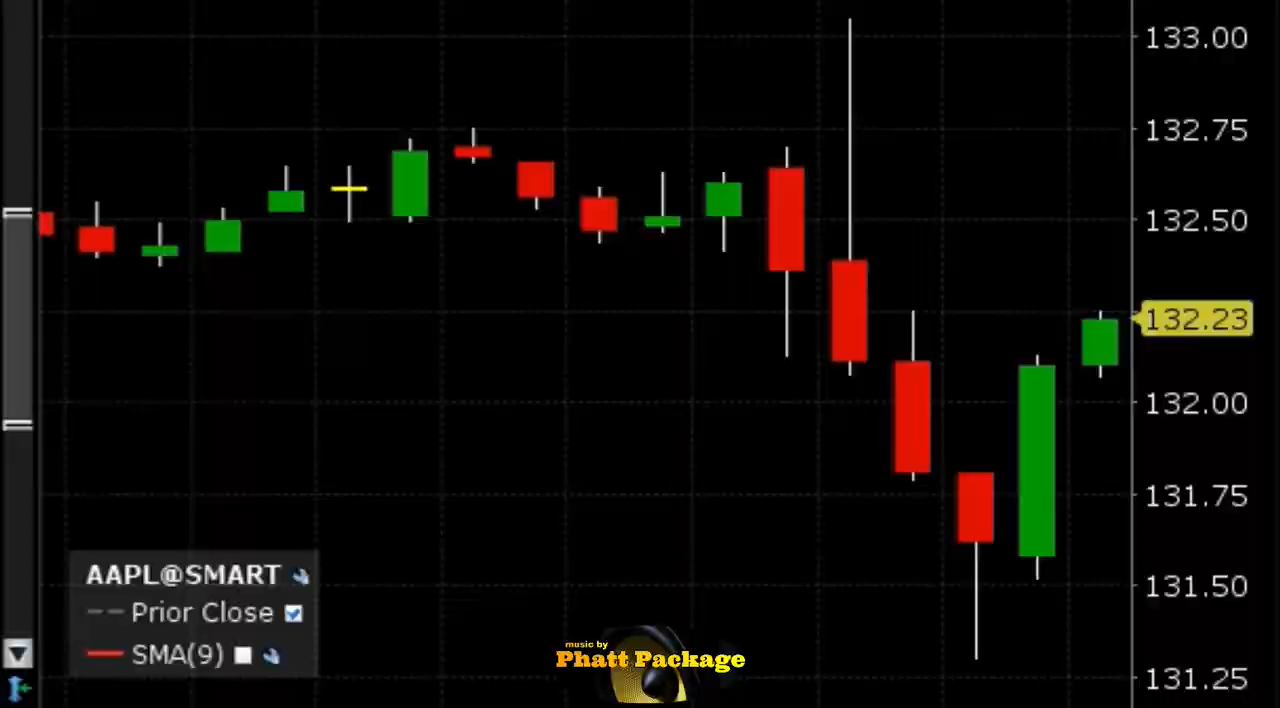 133.00
132.75
132.50
132.23
132.00
131.75
131.50
131.25
AAPL@SMART
Prior Close
SMA(9)
music by
Phatt Package